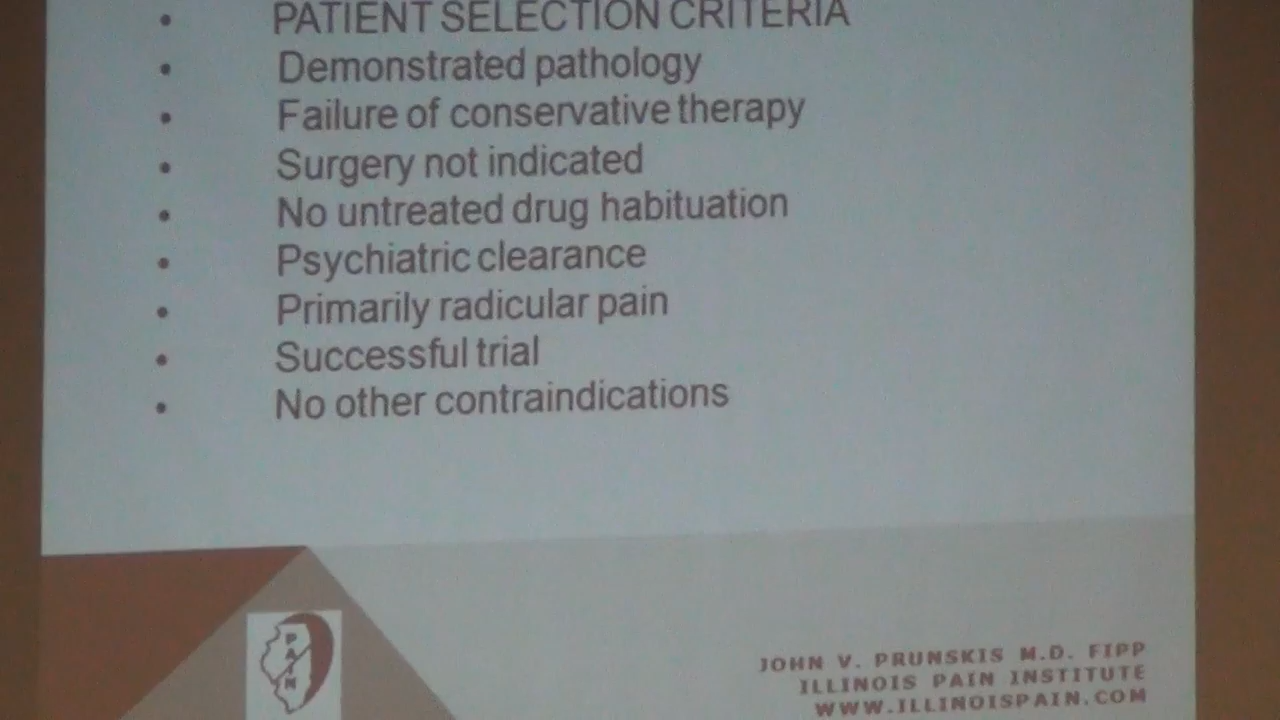 • PATIENT SELECTION CRITERIA
• Demonstrated pathology
• Failure of conservative therapy
• Surgery not indicated
• No untreated drug habituation
• Psychiatric clearance
• Primarily radicular pain
• Successful trial
• No other contraindications
PAIN
JOHN V. PRUNSKIS M.D. FIPP
ILLINOIS PAIN INSTITUTE
WWW.ILLINOISPAIN.COM